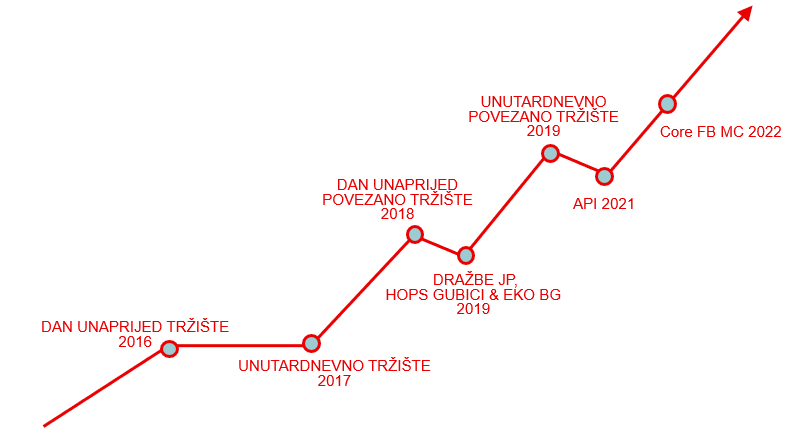 UNUTARDNEVNO
POVEZANO TRŽIŠTE
2019
Core FB MC 2022
DAN UNAPRIJED
POVEZANO TRŽIŠTE
2018
API 2021
DRAŽBE JP,
HOPS GUBICI & EKO BG
2019
DAN UNAPRIJED TRŽIŠTE
2016
UNUTARDNEVNO TRŽIŠTE
2017